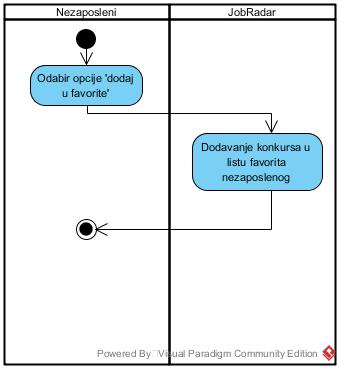 Nezaposleni
JobRadar
Odabir opcije 'dodaj
u favorite'
Dodavanje konkursa u
listu favorita
nezaposlenog
Powered By Visual Paradigm Community Edition